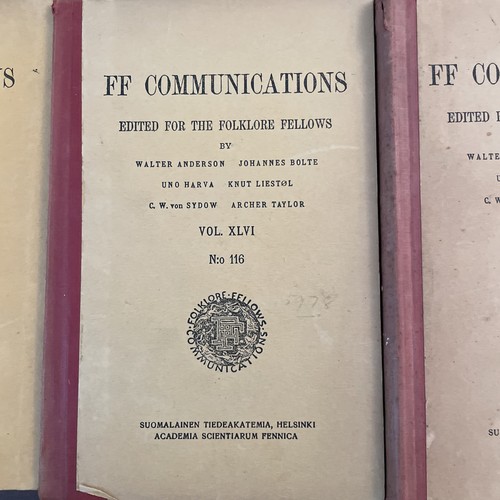 S
FF COMMUNICATIONS
EDITED FOR THE FOLKLORE FELLOWS
BY
WALTER ANDERSON JOHANNES BOLTE
UNO HARVA KNUT LIESTØL
C. W. von SYDOW ARCHER TAYLOR
VOL. XLVI
N:o 116
FOLKLORE·FELLOWS·
COMMUNICATIONS
SUOMALAINEN TIEDEAKATEMIA, HELSINKI
ACADEMIA SCIENTIARUM FENNICA
FF CO
EDITED
WALTE
C. W
SU